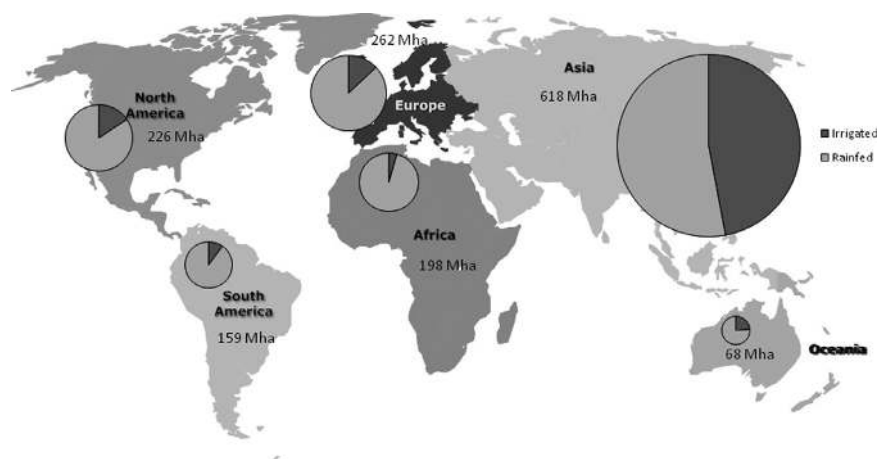 262 Mha
Asia
618 Mha
North
America
226 Mha
Europe
Irrigated
Rainfed
Africa
198 Mha
South
America
159 Mha
68 Mha
Oceania